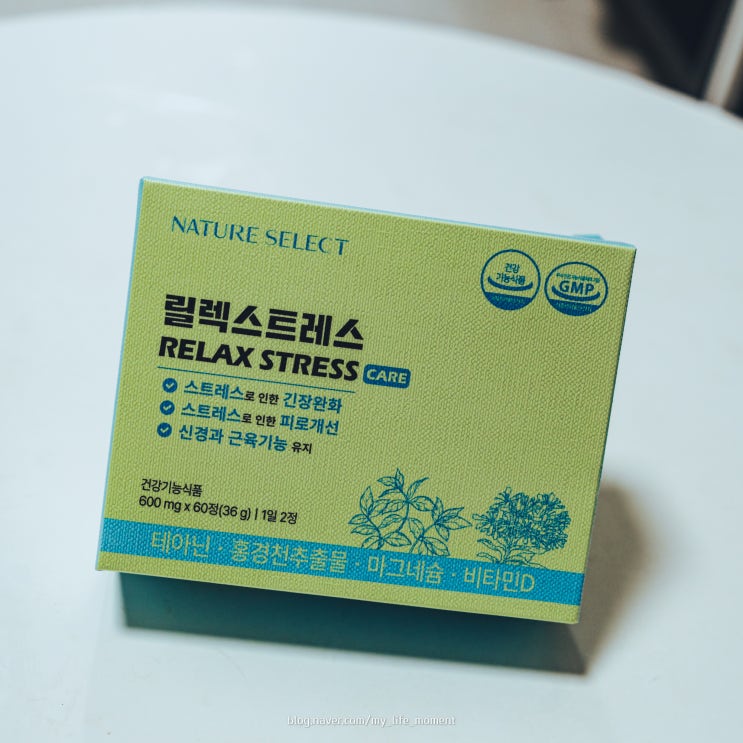 NATURE SELECT
건강
기능식품
GMP
릴렉스트레스
RELAX STRESS CARE
스트레스로 인한 긴장완화
스트레스로 인한 피로개선
신경과 근육기능 유지
건강기능식품
600 mg x 60정(36 g) | 1일 2정
테아닌 · 홍경천추출물 · 마그네슘 · 비타민D
blog.naver.com/my_life_moment